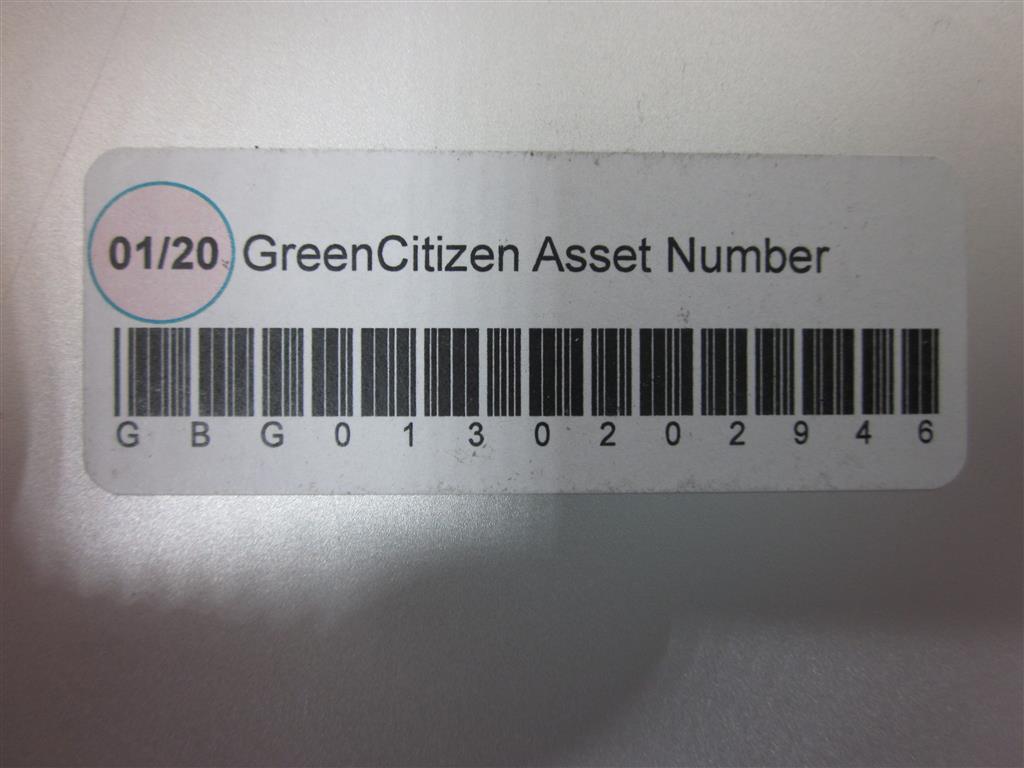 01/20 GreenCitizen Asset Number
G B G 0 1 3 0 2 0 2 9 4 6